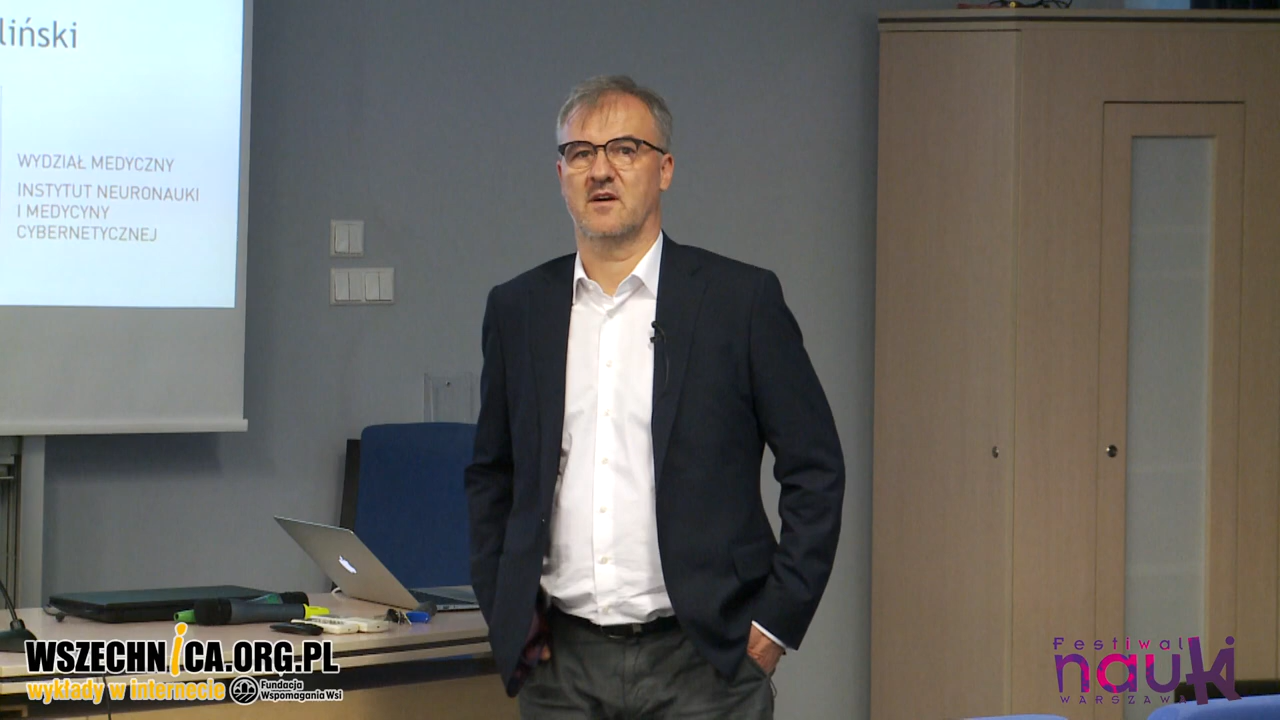 liński
WYDZIAŁ MEDYCZNY
INSTYTUT NEURONAUKI
I MEDYCYNY
CYBERNETYCZNEJ
WSZECHNICA.ORG.PL
wykłady w internecie
Fundacja
Wspomagania Wsi
Festiwal
nauki
WARSZAWA